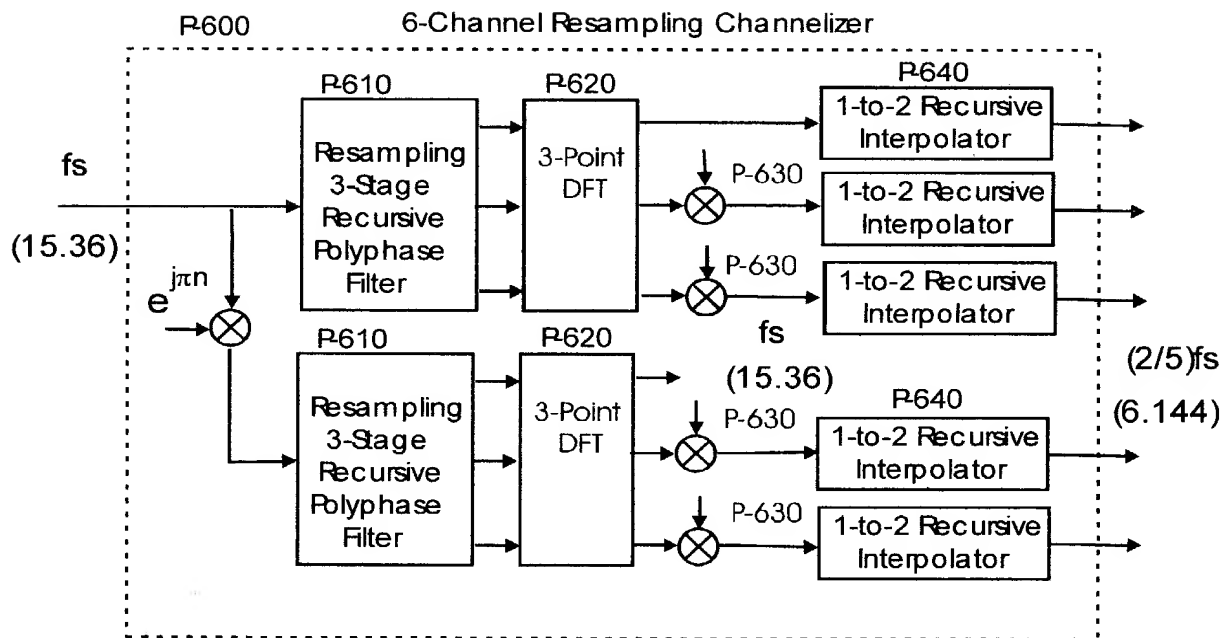 P-600
6-Channel Resampling Channelizer
P-610
P-620
P-640
fs
(15.36)
Resampling
3-Stage
Recursive
Polyphase
Filter
3-Point
DFT
1-to-2 Recursive
Interpolator
P-630
1-to-2 Recursive
Interpolator
P-630
1-to-2 Recursive
Interpolator
e^jπn
fs
(15.36)
(2/5)fs
(6.144)
P-610
P-620
P-640
Resampling
3-Stage
Recursive
Polyphase
Filter
3-Point
DFT
P-630
1-to-2 Recursive
Interpolator
P-630
1-to-2 Recursive
Interpolator